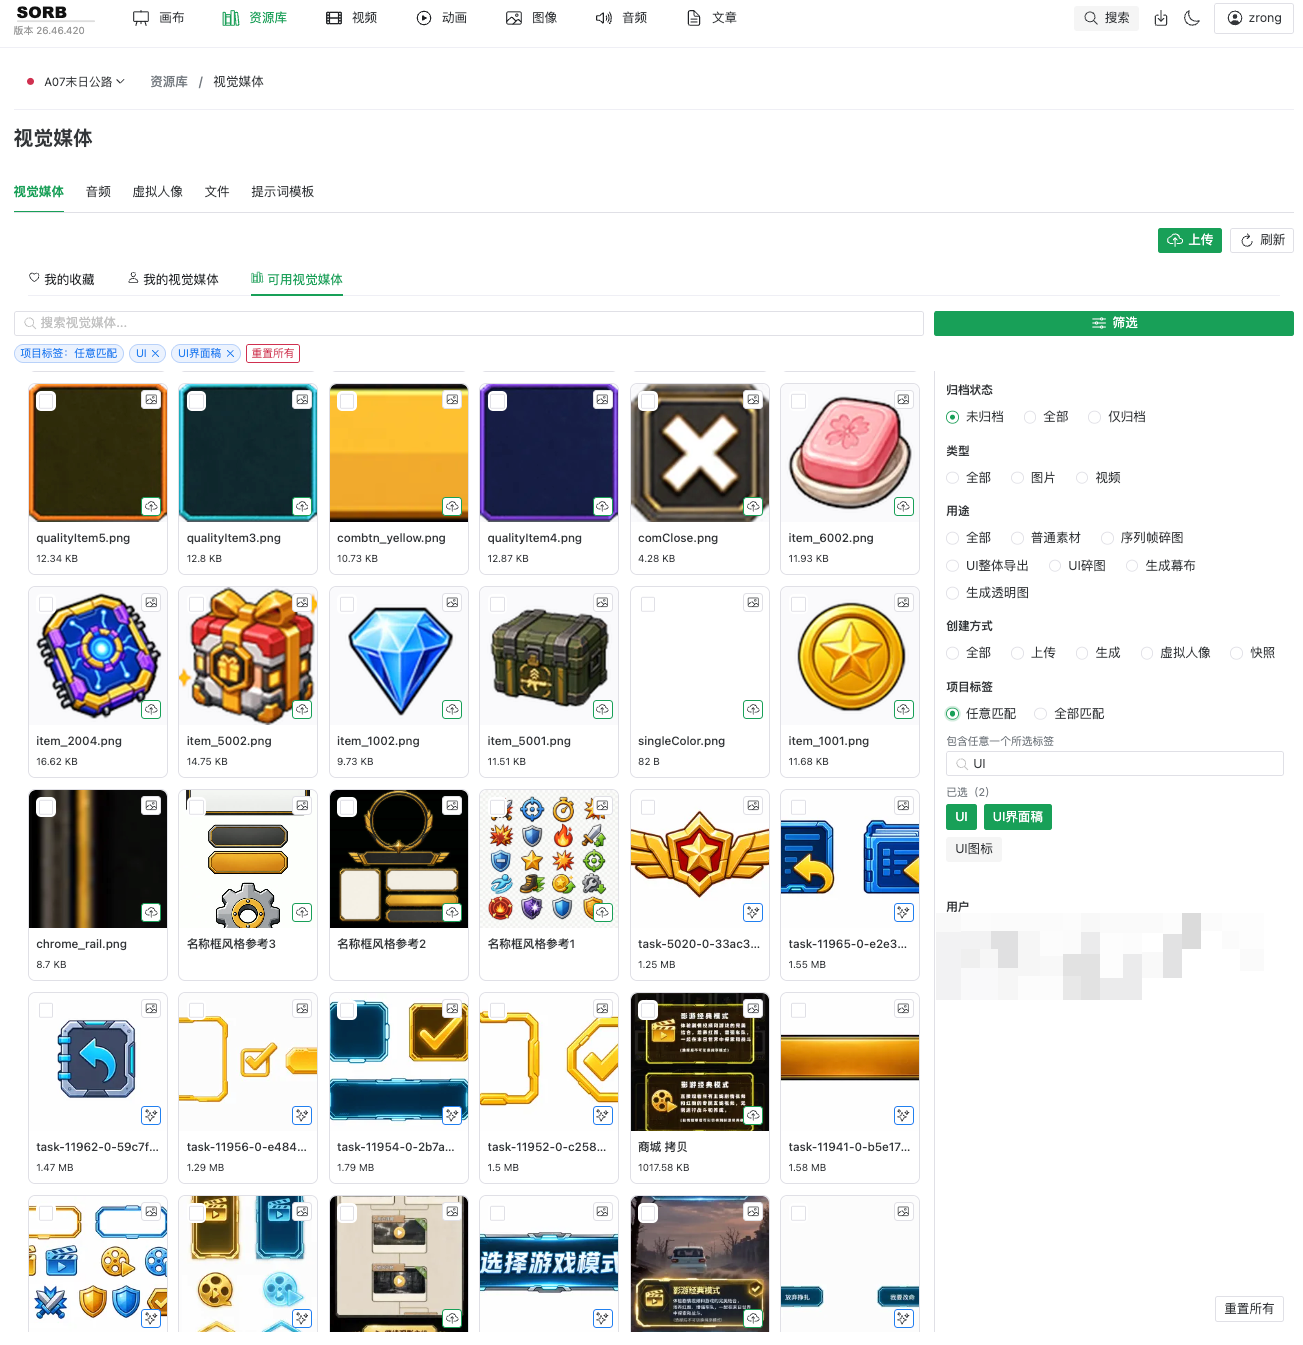 SORB
版本 26.46.420
画布
资源库
视频
动画
图像
音频
文章
搜索
zrong
A07末日公路
资源库 / 视觉媒体
视觉媒体
视觉媒体
音频
虚拟人像
文件
提示词模板
上传
刷新
我的收藏
我的视觉媒体
可用视觉媒体
搜索视觉媒体...
筛选
项目标签：任意匹配
UI ×
UI界面稿 ×
重置所有
qualityItem5.png
12.34 KB
qualityItem3.png
12.8 KB
combtn_yellow.png
10.73 KB
qualityItem4.png
12.87 KB
comClose.png
4.28 KB
item_6002.png
11.93 KB
item_2004.png
16.62 KB
item_5002.png
14.75 KB
item_1002.png
9.73 KB
item_5001.png
11.51 KB
singleColor.png
82 B
item_1001.png
11.68 KB
chrome_rail.png
8.7 KB
名称框风格参考3
名称框风格参考2
名称框风格参考1
task-5020-0-33ac3...
1.25 MB
task-11965-0-e2e3...
1.55 MB
task-11962-0-59c7f...
1.47 MB
task-11956-0-e484...
1.29 MB
task-11954-0-2b7a...
1.79 MB
task-11952-0-c258...
1.5 MB
影游经典模式
影游经典模式
商城 拷贝
1017.58 KB
task-11941-0-b5e17...
1.58 MB
选择游戏模式
影游经典模式
放弃挣扎
我要改命
归档状态
未归档
全部
仅归档
类型
全部
图片
视频
用途
全部
普通素材
序列帧碎图
UI整体导出
UI碎图
生成幕布
生成透明图
创建方式
全部
上传
生成
虚拟人像
快照
项目标签
任意匹配
全部匹配
包含任意一个所选标签
UI
已选（2）
UI
UI界面稿
UI图标
用户
重置所有